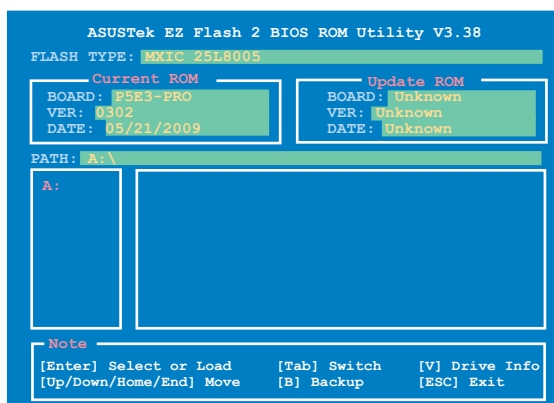 ASUSTek EZ Flash 2 BIOS ROM Utility V3.38
FLASH TYPE: MXIC 25L8005
Current ROM
BOARD: P5E3-PRO
VER: 0302
DATE: 05/21/2009
Update ROM
BOARD: Unknown
VER: Unknown
DATE: Unknown
PATH: A:\
A:
Note
[Enter] Select or Load [Tab] Switch [V] Drive Info
[Up/Down/Home/End] Move [B] Backup [ESC] Exit